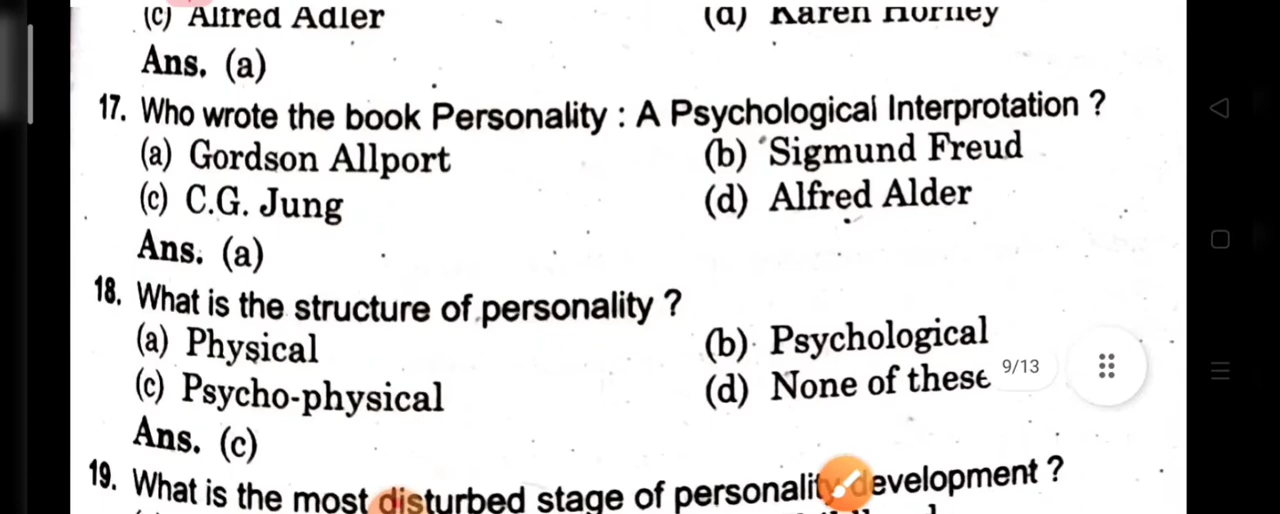 (c) Alfred Adler (d) Karen Horney
Ans. (a)
17. Who wrote the book Personality : A Psychological Interprotation ?
(a) Gordson Allport (b) Sigmund Freud
(c) C.G. Jung (d) Alfred Alder
Ans. (a)
18. What is the structure of personality ?
(a) Physical (b) Psychological
(c) Psycho-physical (d) None of these
9/13
Ans. (c)
19. What is the most disturbed stage of personality development ?